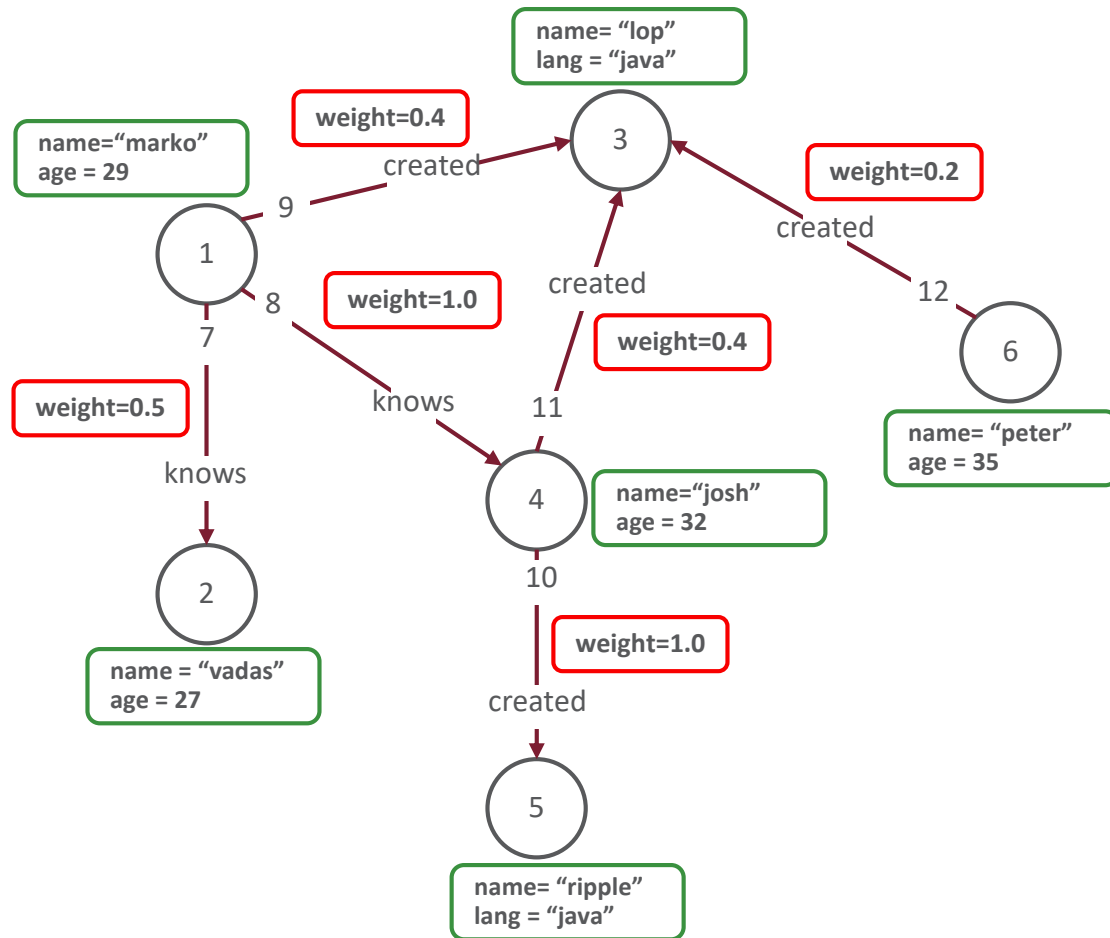 name= “lop”
lang = “java”
weight=0.4
name=“marko”
age = 29
created
3
weight=0.2
9
created
1
8
weight=1.0
created
12
7
weight=0.4
6
weight=0.5
knows
11
name= “peter”
age = 35
knows
4
name=“josh”
age = 32
10
2
weight=1.0
name = “vadas”
age = 27
created
5
name= “ripple”
lang = “java”